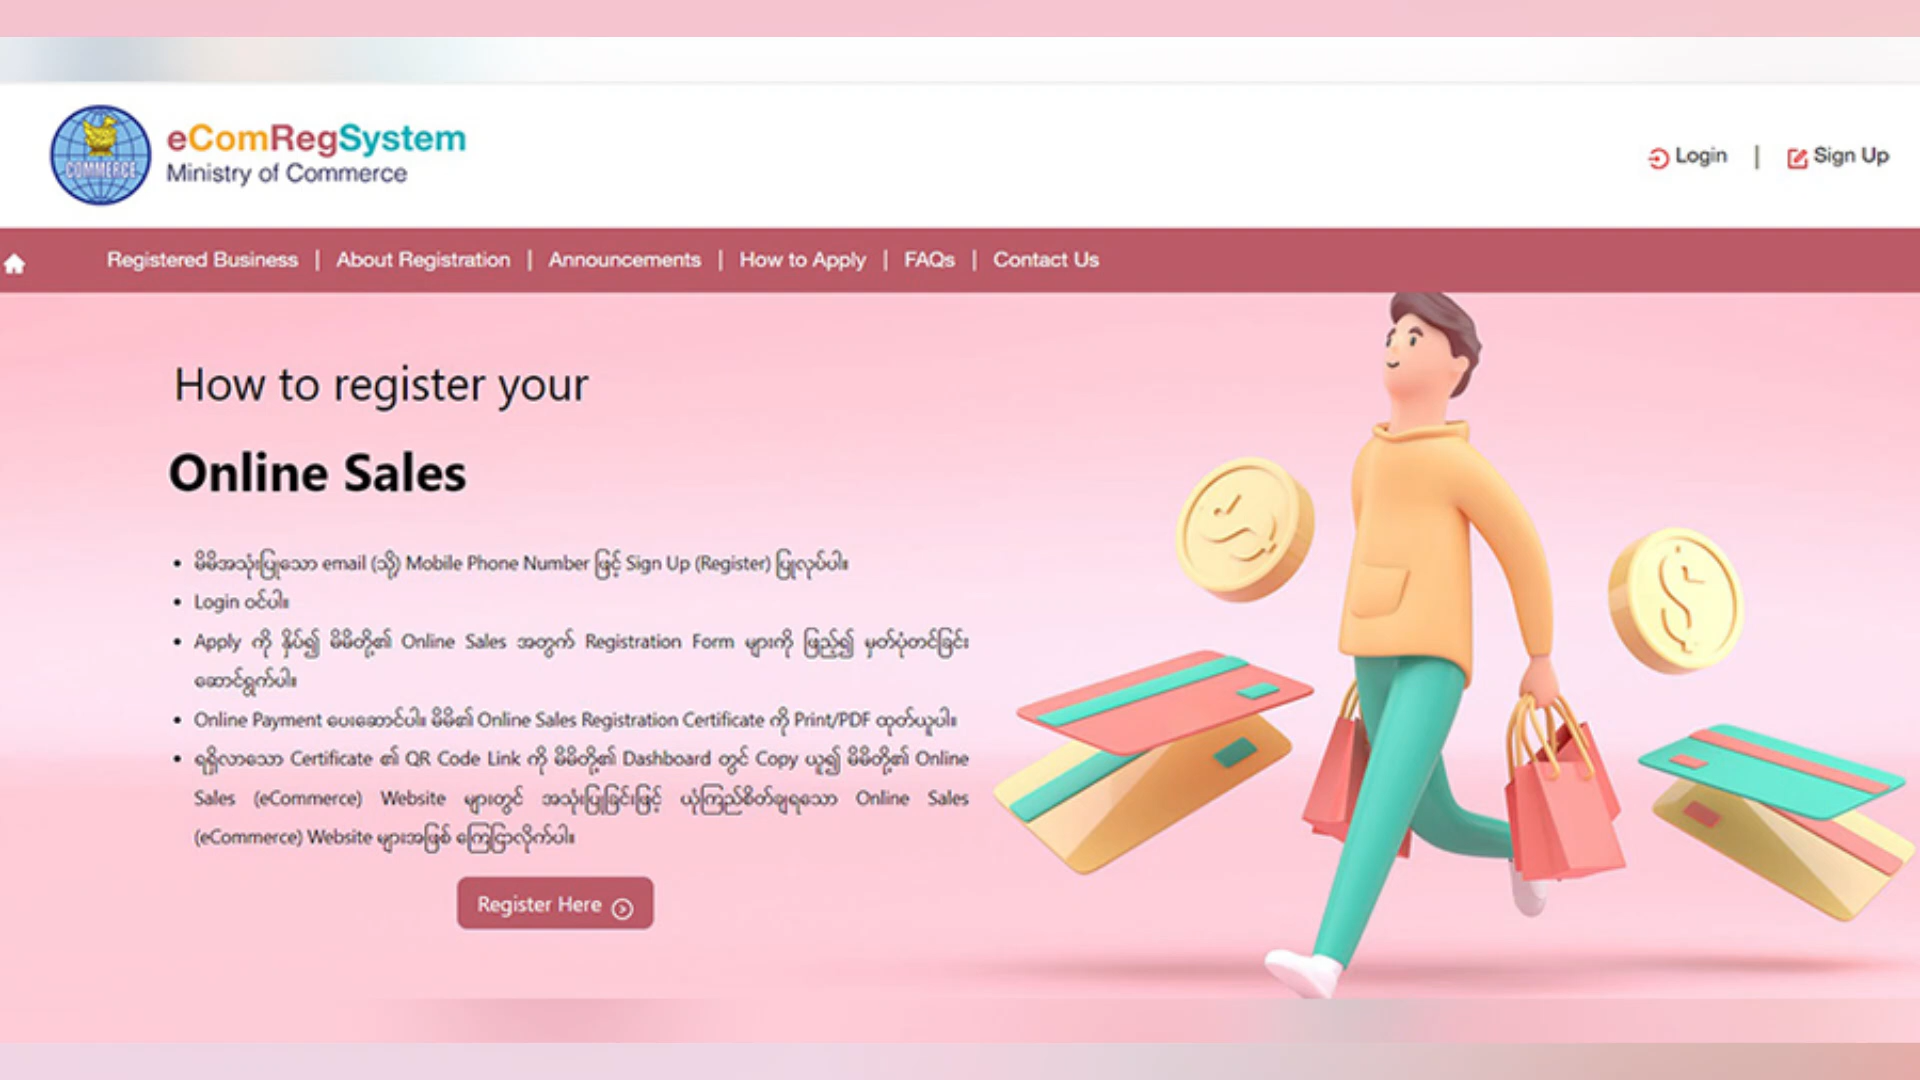 COMMERCE
eComRegSystem
Ministry of Commerce
Login | Sign Up
Registered Business | About Registration | Announcements | How to Apply | FAQs | Contact Us
How to register your
Online Sales
• မိမိအသုံးပြုသော email (သို့) Mobile Phone Number ဖြင့် Sign Up (Register) ပြုလုပ်ပါ။
• Login ဝင်ပါ။
• Apply ကို နှိပ်၍ မိမိတို့၏ Online Sales အတွက် Registration Form များကို ဖြည့်၍ မှတ်ပုံတင်ခြင်း
ဆောင်ရွက်ပါ။
• Online Payment ပေးဆောင်ပါ။ မိမိ၏ Online Sales Registration Certificate ကို Print/PDF ထုတ်ယူပါ။
• ရရှိလာသော Certificate ၏ QR Code Link ကို မိမိတို့၏ Dashboard တွင် Copy ယူ၍ မိမိတို့၏ Online
Sales (eCommerce) Website များတွင် အသုံးပြုခြင်းဖြင့် ယုံကြည်စိတ်ချရသော Online Sales
(eCommerce) Website များအဖြစ် ကြေငြာလိုက်ပါ။
Register Here